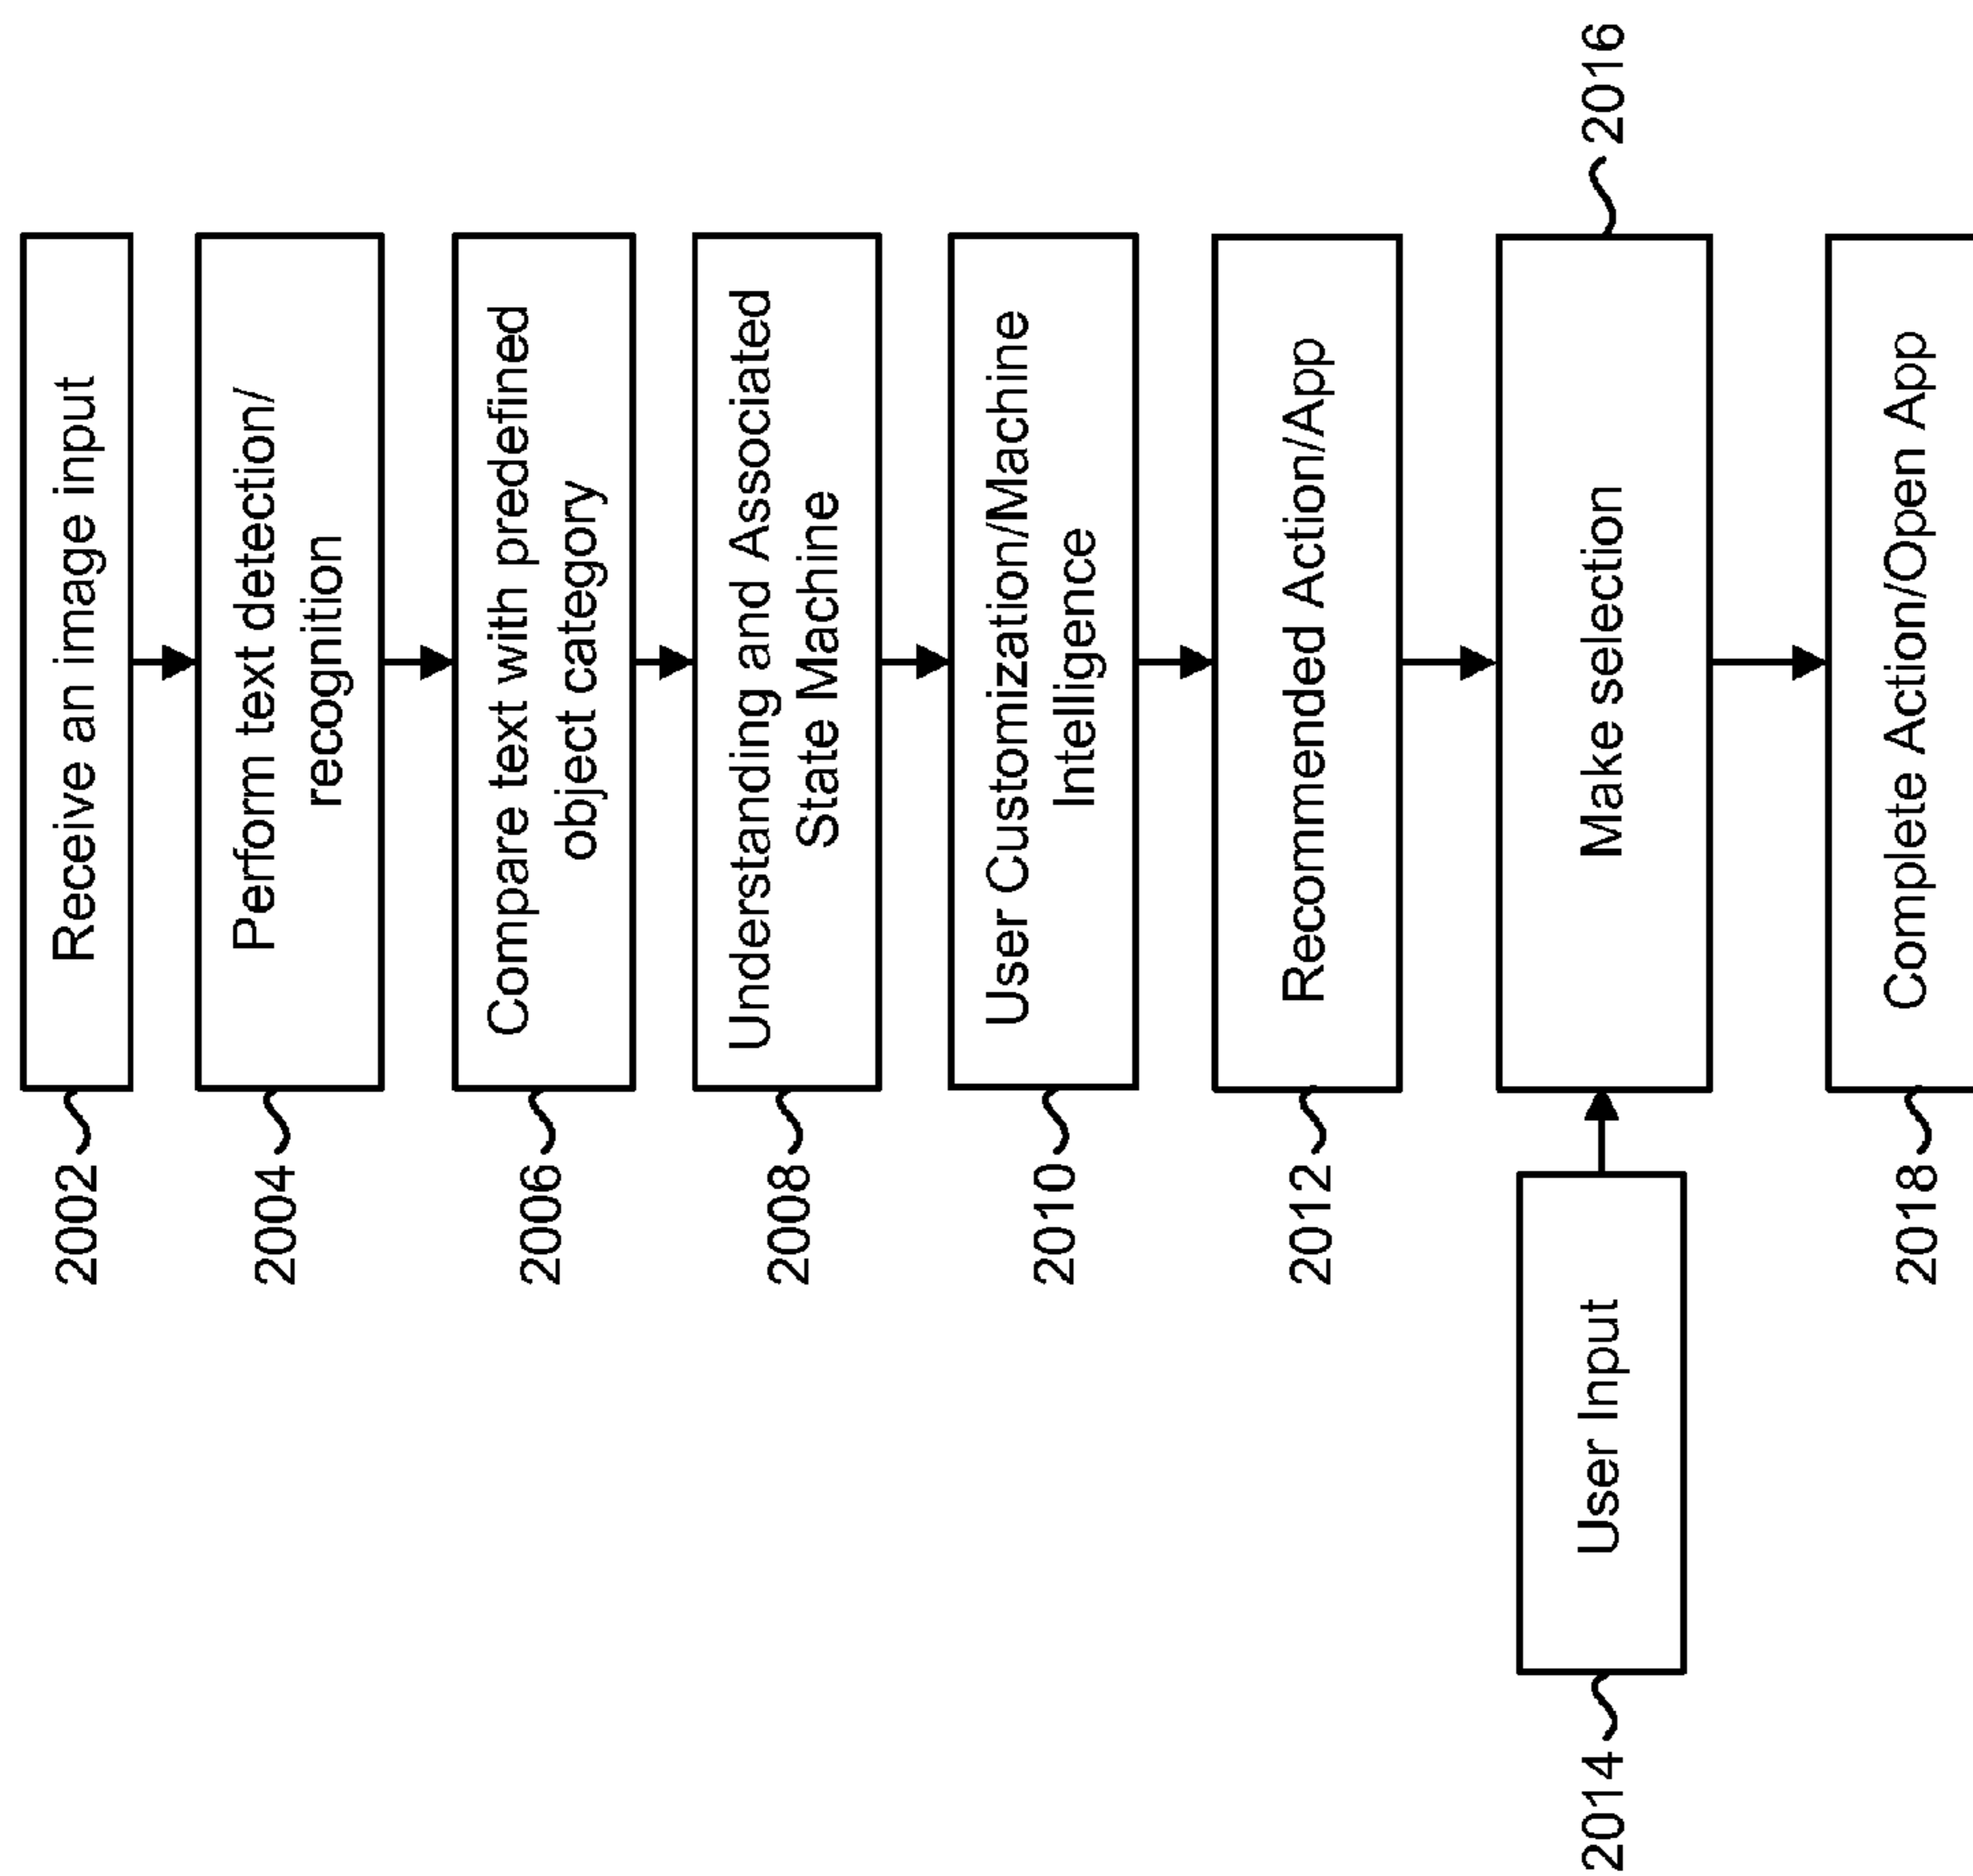 2002
Receive an image input
2004
Perform text detection/
recognition
2006
Compare text with predefined
object category
2008
Understanding and Associated
State Machine
2010
User Customization/Machine
Intelligence
2012
Recommended Action/App
2014
User Input
Make selection
2016
2018
Complete Action/Open App